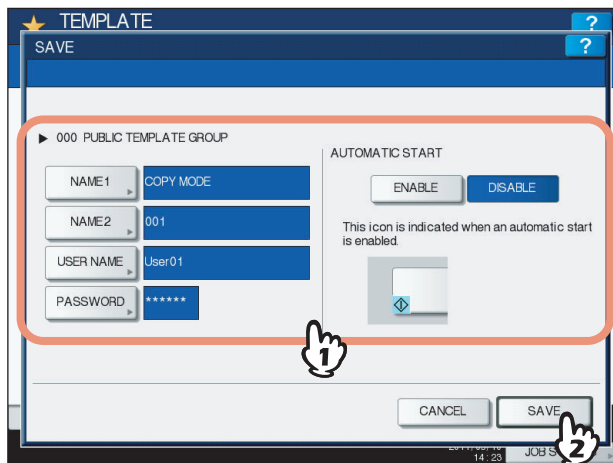 TEMPLATE
?
SAVE
?
000 PUBLIC TEMPLATE GROUP
NAME1 COPY MODE
NAME2 001
USER NAME User01
PASSWORD ******
AUTOMATIC START
ENABLE DISABLE
This icon is indicated when an automatic start
is enabled.
1
CANCEL SAVE
2
14:23 JOB S